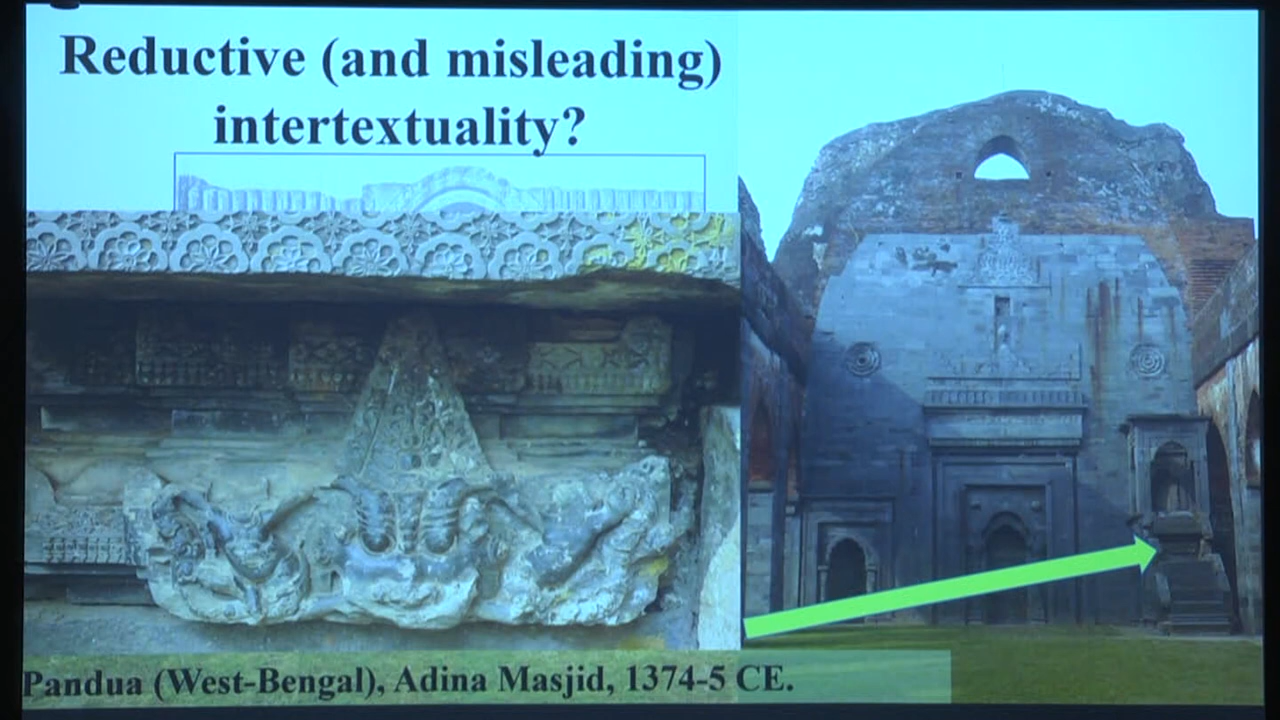 Reductive (and misleading)
intertextuality?
Pandua (West-Bengal), Adina Masjid, 1374-5 CE.